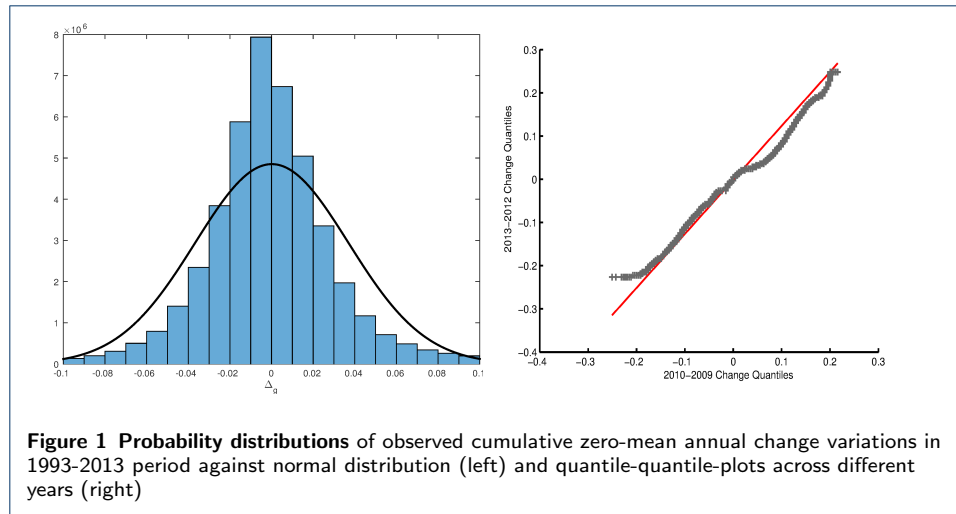 ×10⁶
8
7
6
5
4
3
2
1
0
-0.1 -0.08 -0.06 -0.04 -0.02 0 0.02 0.04 0.06 0.08 0.1
Δg
0.3
0.2
0.1
0
−0.1
−0.2
−0.3
−0.4
2013−2012 Change Quantiles
−0.4 −0.3 −0.2 −0.1 0 0.1 0.2 0.3
2010−2009 Change Quantiles
Figure 1 Probability distributions of observed cumulative zero-mean annual change variations in
1993-2013 period against normal distribution (left) and quantile-quantile-plots across different
years (right)